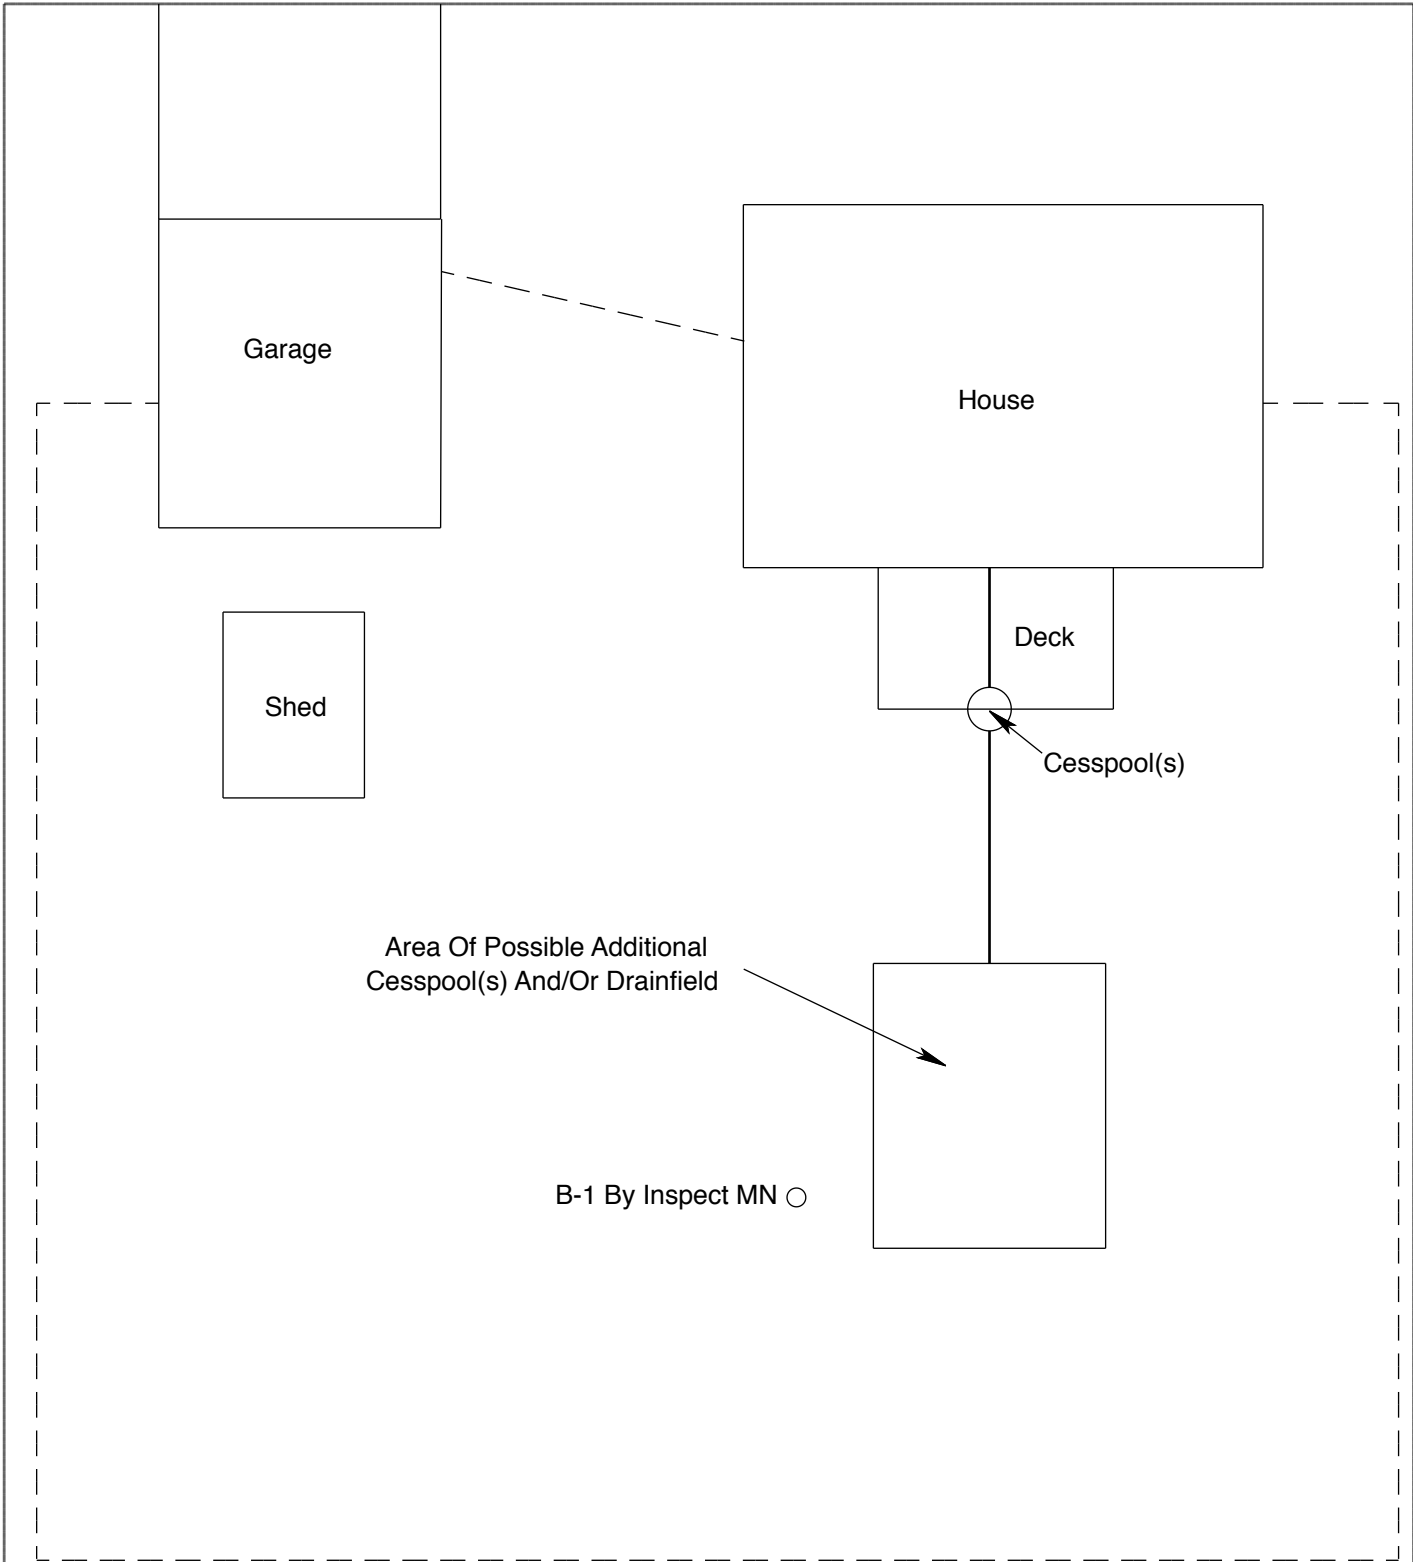 Garage
House
Deck
Shed
Cesspool(s)
Area Of Possible Additional
Cesspool(s) And/Or Drainfield
B-1 By Inspect MN